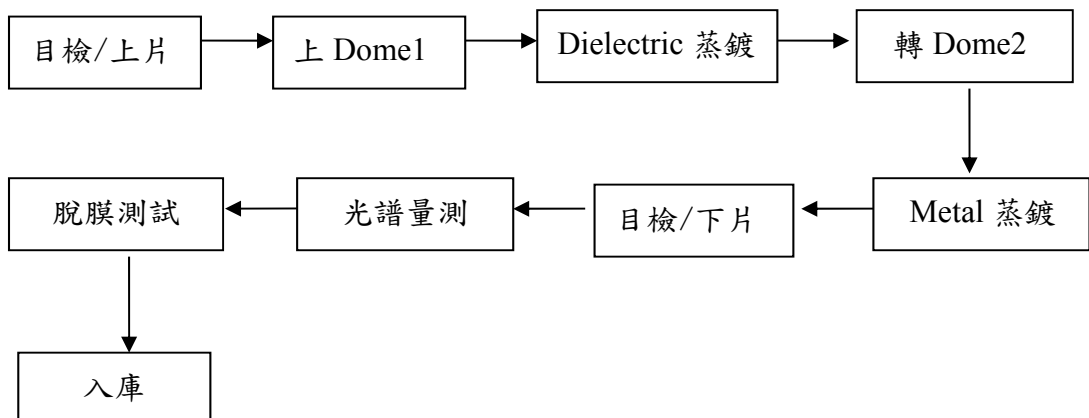 目檢/上片
上 Dome1
Dielectric 蒸鍍
轉 Dome2
Metal 蒸鍍
目檢/下片
光譜量測
脫膜測試
入庫